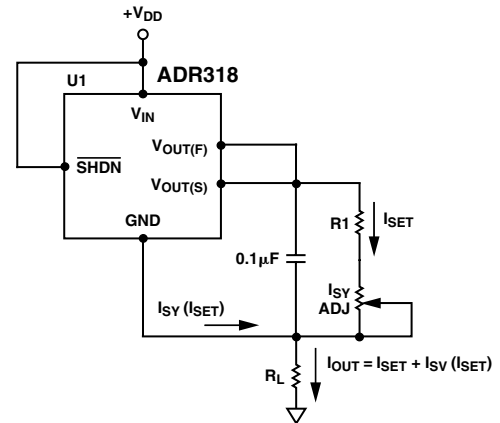 +VDD
U1
ADR318
VIN
VOUT(F)
SHDN
VOUT(S)
GND
R1
ISET
0.1μF
ISY
ADJ
ISY (ISET)
RL
IOUT = ISET + ISV (ISET)